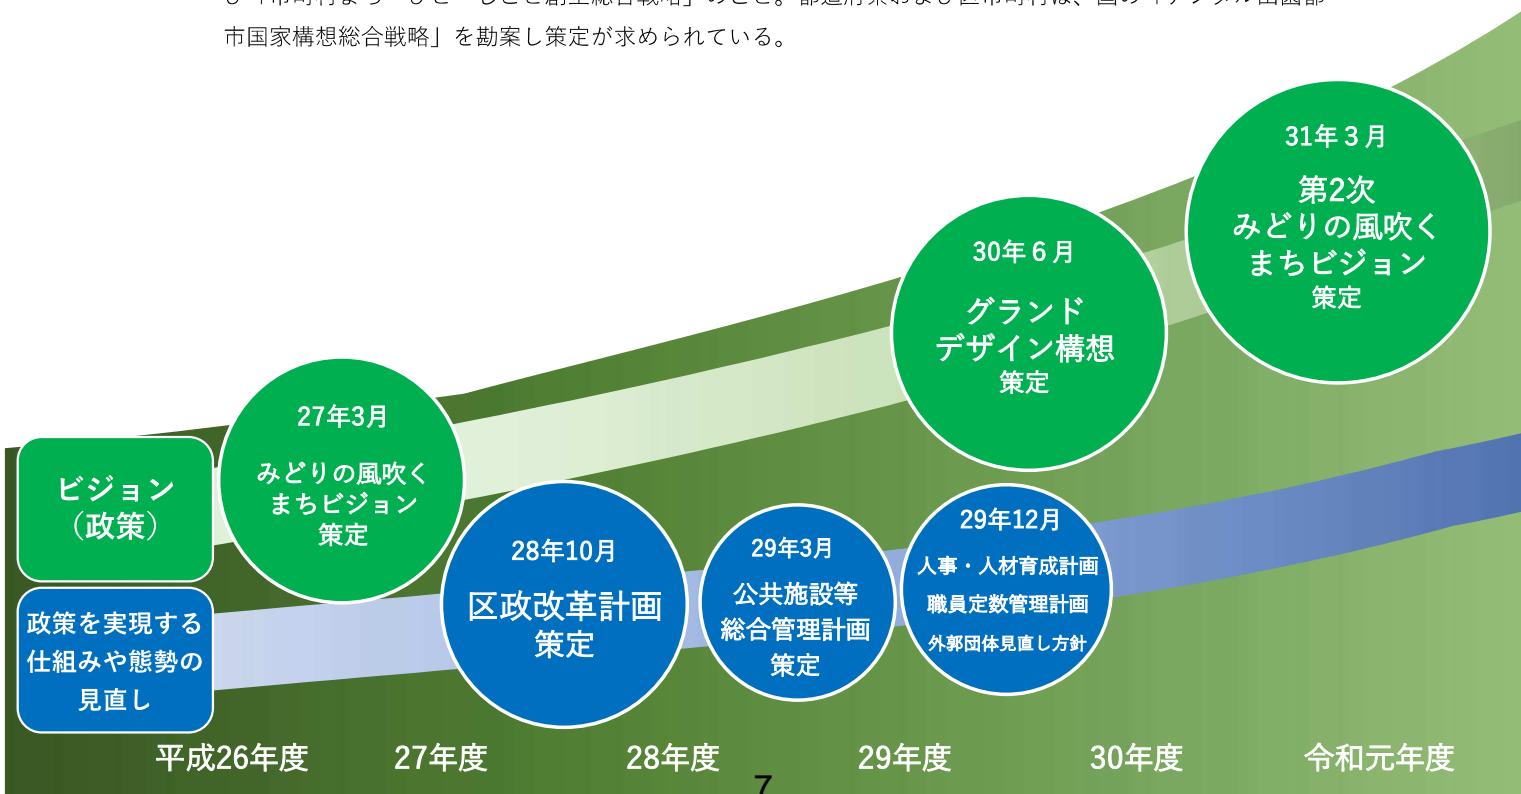 市国家構想総合戦略」を勘案し策定が求められている。
31年３月
第2次
みどりの風吹く
まちビジョン
策定
30年６月
グランド
デザイン構想
策定
27年3月
みどりの風吹く
まちビジョン
策定
ビジョン
（政策）
28年10月
区政改革計画
策定
29年3月
公共施設等
総合管理計画
策定
29年12月
人事・人材育成計画
職員定数管理計画
外郭団体見直し方針
政策を実現する
仕組みや態勢の
見直し
平成26年度
27年度
28年度
29年度
30年度
令和元年度
7